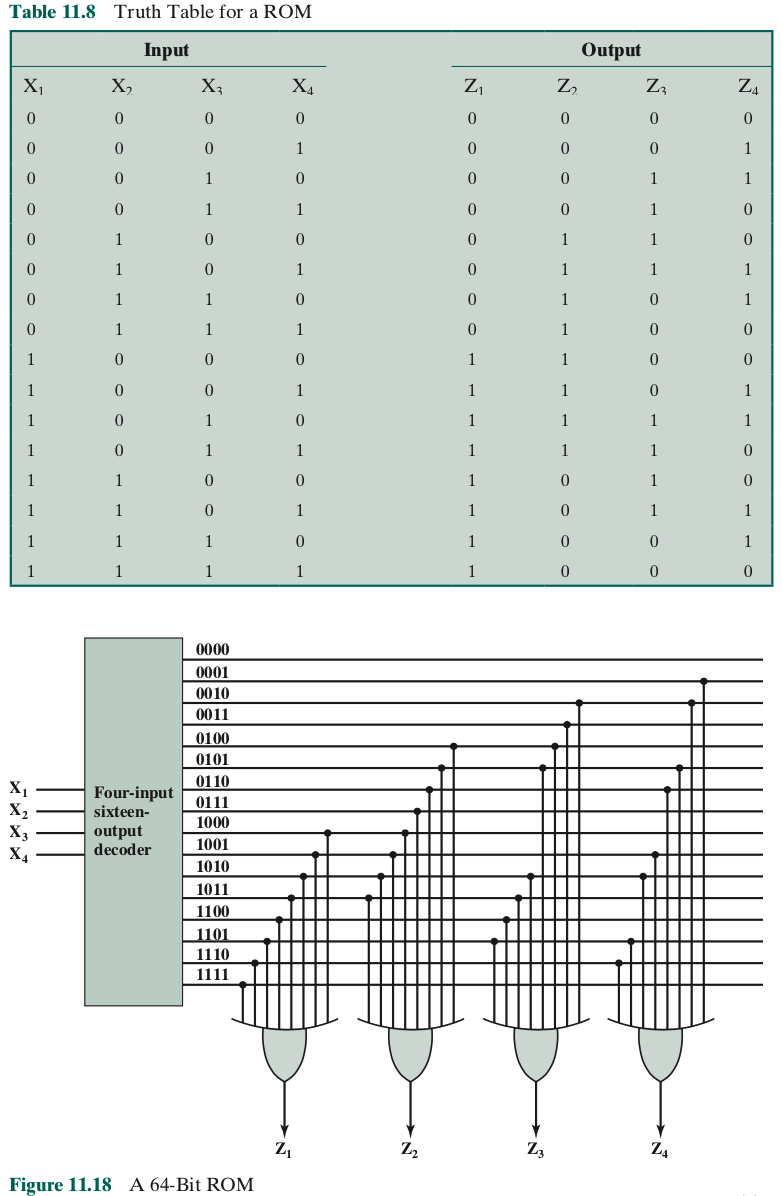 Table 11.8 Truth Table for a ROM
Input Output
X₁ X₂ X₃ X₄ Z₁ Z₂ Z₃ Z₄
0 0 0 0 0 0 0 0
0 0 0 1 0 0 0 1
0 0 1 0 0 0 1 1
0 0 1 1 0 0 1 0
0 1 0 0 0 1 1 0
0 1 0 1 0 1 1 1
0 1 1 0 0 1 0 1
0 1 1 1 0 1 0 0
1 0 0 0 1 1 0 0
1 0 0 1 1 1 0 1
1 0 1 0 1 1 1 1
1 0 1 1 1 1 1 0
1 1 0 0 1 0 1 0
1 1 0 1 1 0 1 1
1 1 1 0 1 0 0 1
1 1 1 1 1 0 0 0
X₁
X₂
X₃
X₄
Four-input
sixteen-
output
decoder
0000
0001
0010
0011
0100
0101
0110
0111
1000
1001
1010
1011
1100
1101
1110
1111
Z₁ Z₂ Z₃ Z₄
Figure 11.18 A 64-Bit ROM